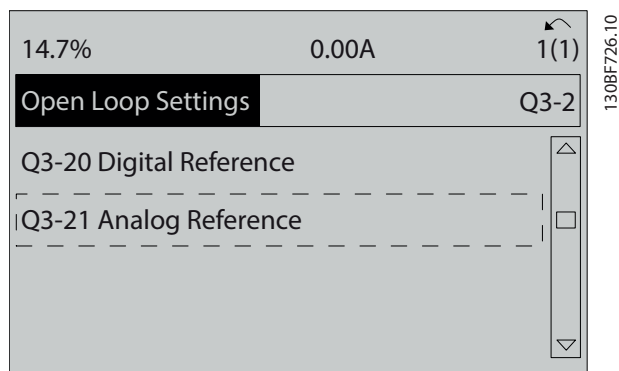 14.7% 0.00A 1(1)
Open Loop Settings Q3-2
Q3-20 Digital Reference
Q3-21 Analog Reference
130BF726.10